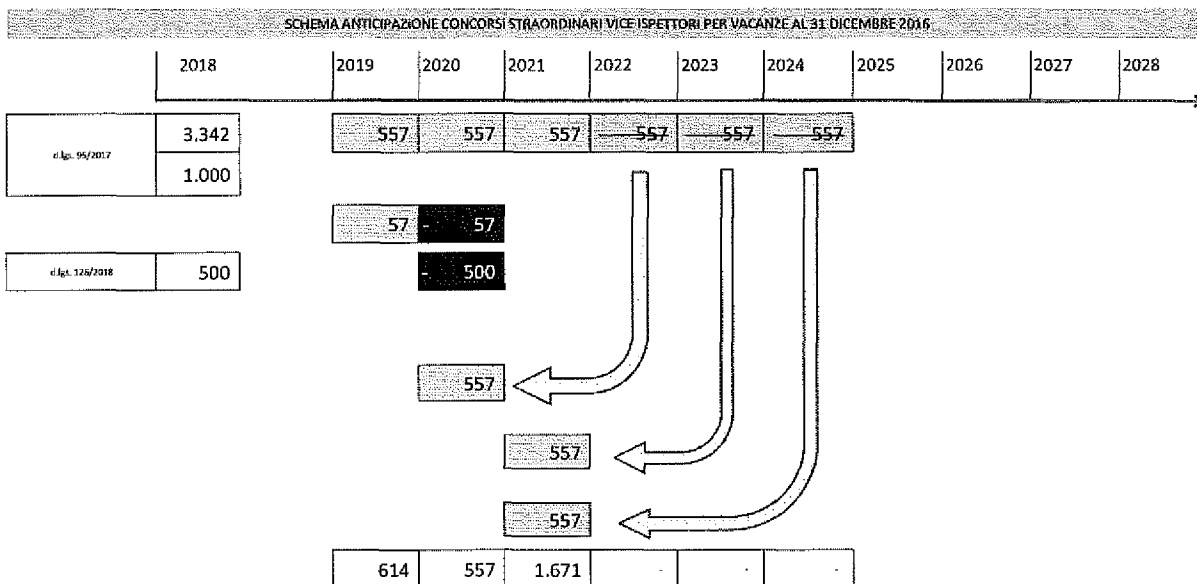 SCHEMA ANTICIPAZIONE CONCORSI STRAORDINARI VICE ISPETTORI PER VACANZE AL 31 DICEMBRE 2016
2018 2019 2020 2021 2022 2023 2024 2025 2026 2027 2028
d.lgs. 95/2017 3.342 557 557 557 557 557 557
1.000
57 - 57
d.lgs. 126/2018 500 - 500
557
557
557
614 557 1.671 - - -